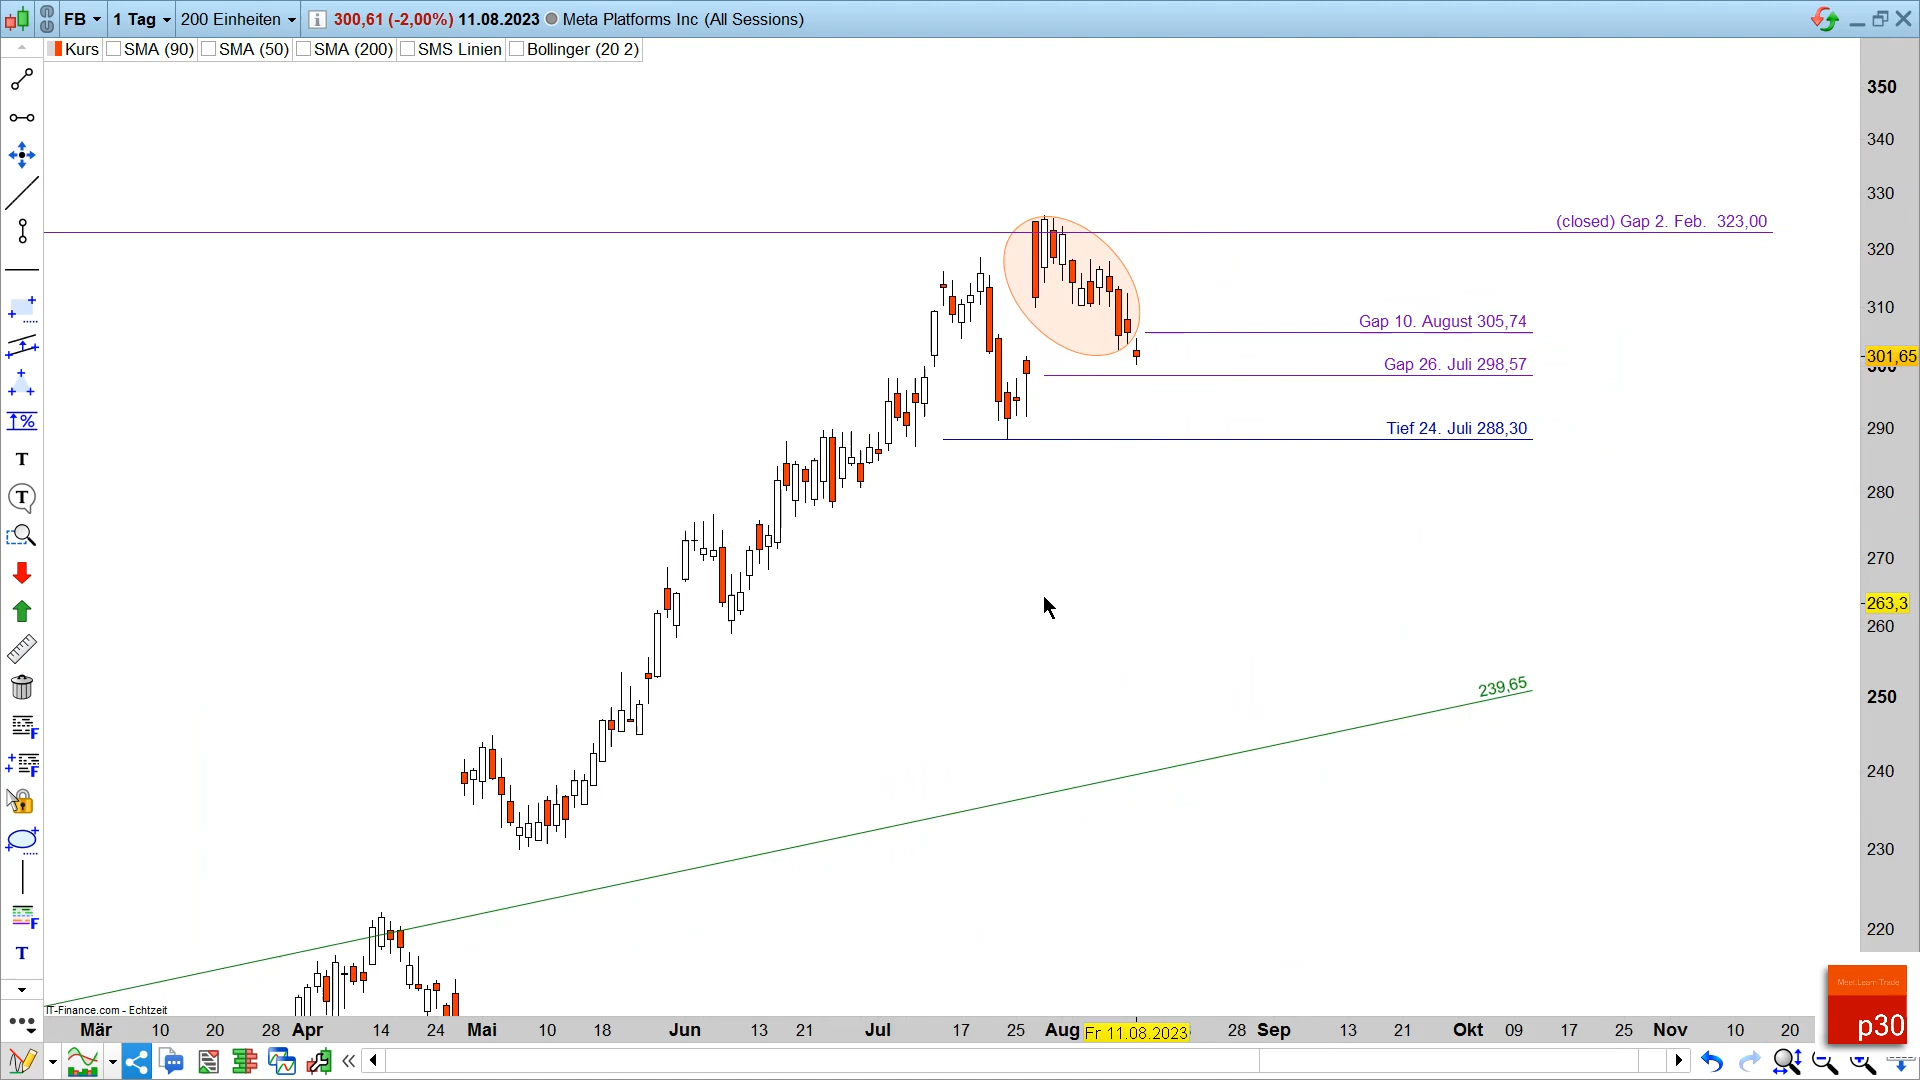 FB 1 Tag 200 Einheiten 300,61 (-2,00%) 11.08.2023 Meta Platforms Inc (All Sessions)
Kurs SMA (90) SMA (50) SMA (200) SMS Linien Bollinger (20 2)
350
340
330
(closed) Gap 2. Feb. 323,00
320
310
Gap 10. August 305,74
301,65
300
Gap 26. Juli 298,57
Tief 24. Juli 288,30
290
280
270
263,3
260
239,65
250
240
230
220
%
T
T
F
F
F
T
IT-Finance.com - Echtzeit
Meet.Learn.Trade
p30
Mär 10 20 28 Apr 14 24 Mai 10 18 Jun 13 21 Jul 17 25 Aug Fr 11.08.2023 28 Sep 13 21 Okt 09 17 25 Nov 10 20